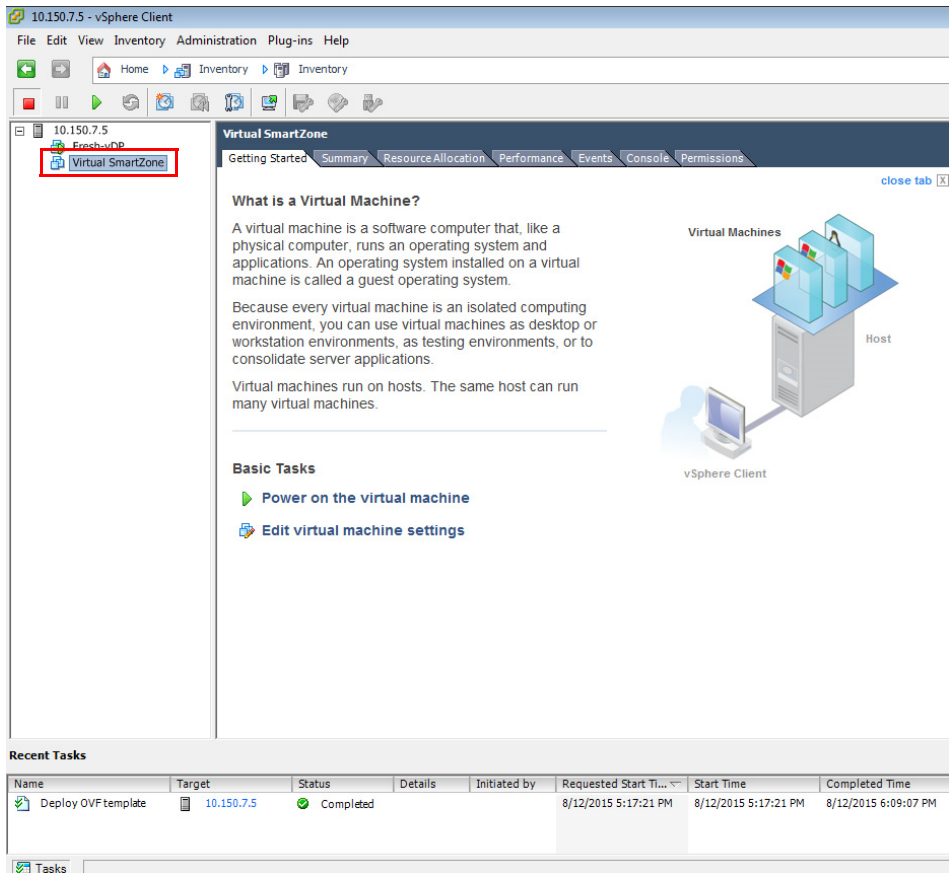 10.150.7.5 - vSphere Client
File Edit View Inventory Administration Plug-ins Help
Home Inventory Inventory
10.150.7.5
Fresh-vDP
Virtual SmartZone
Virtual SmartZone
Getting Started Summary Resource Allocation Performance Events Console Permissions
close tab X
What is a Virtual Machine?
A virtual machine is a software computer that, like a
physical computer, runs an operating system and
applications. An operating system installed on a virtual
machine is called a guest operating system.
Because every virtual machine is an isolated computing
environment, you can use virtual machines as desktop or
workstation environments, as testing environments, or to
consolidate server applications.
Virtual machines run on hosts. The same host can run
many virtual machines.
Virtual Machines
Host
vSphere Client
Basic Tasks
Power on the virtual machine
Edit virtual machine settings
Recent Tasks
Name Target Status Details Initiated by Requested Start Ti... Start Time Completed Time
Deploy OVF template 10.150.7.5 Completed 8/12/2015 5:17:21 PM 8/12/2015 5:17:21 PM 8/12/2015 6:09:07 PM
Tasks